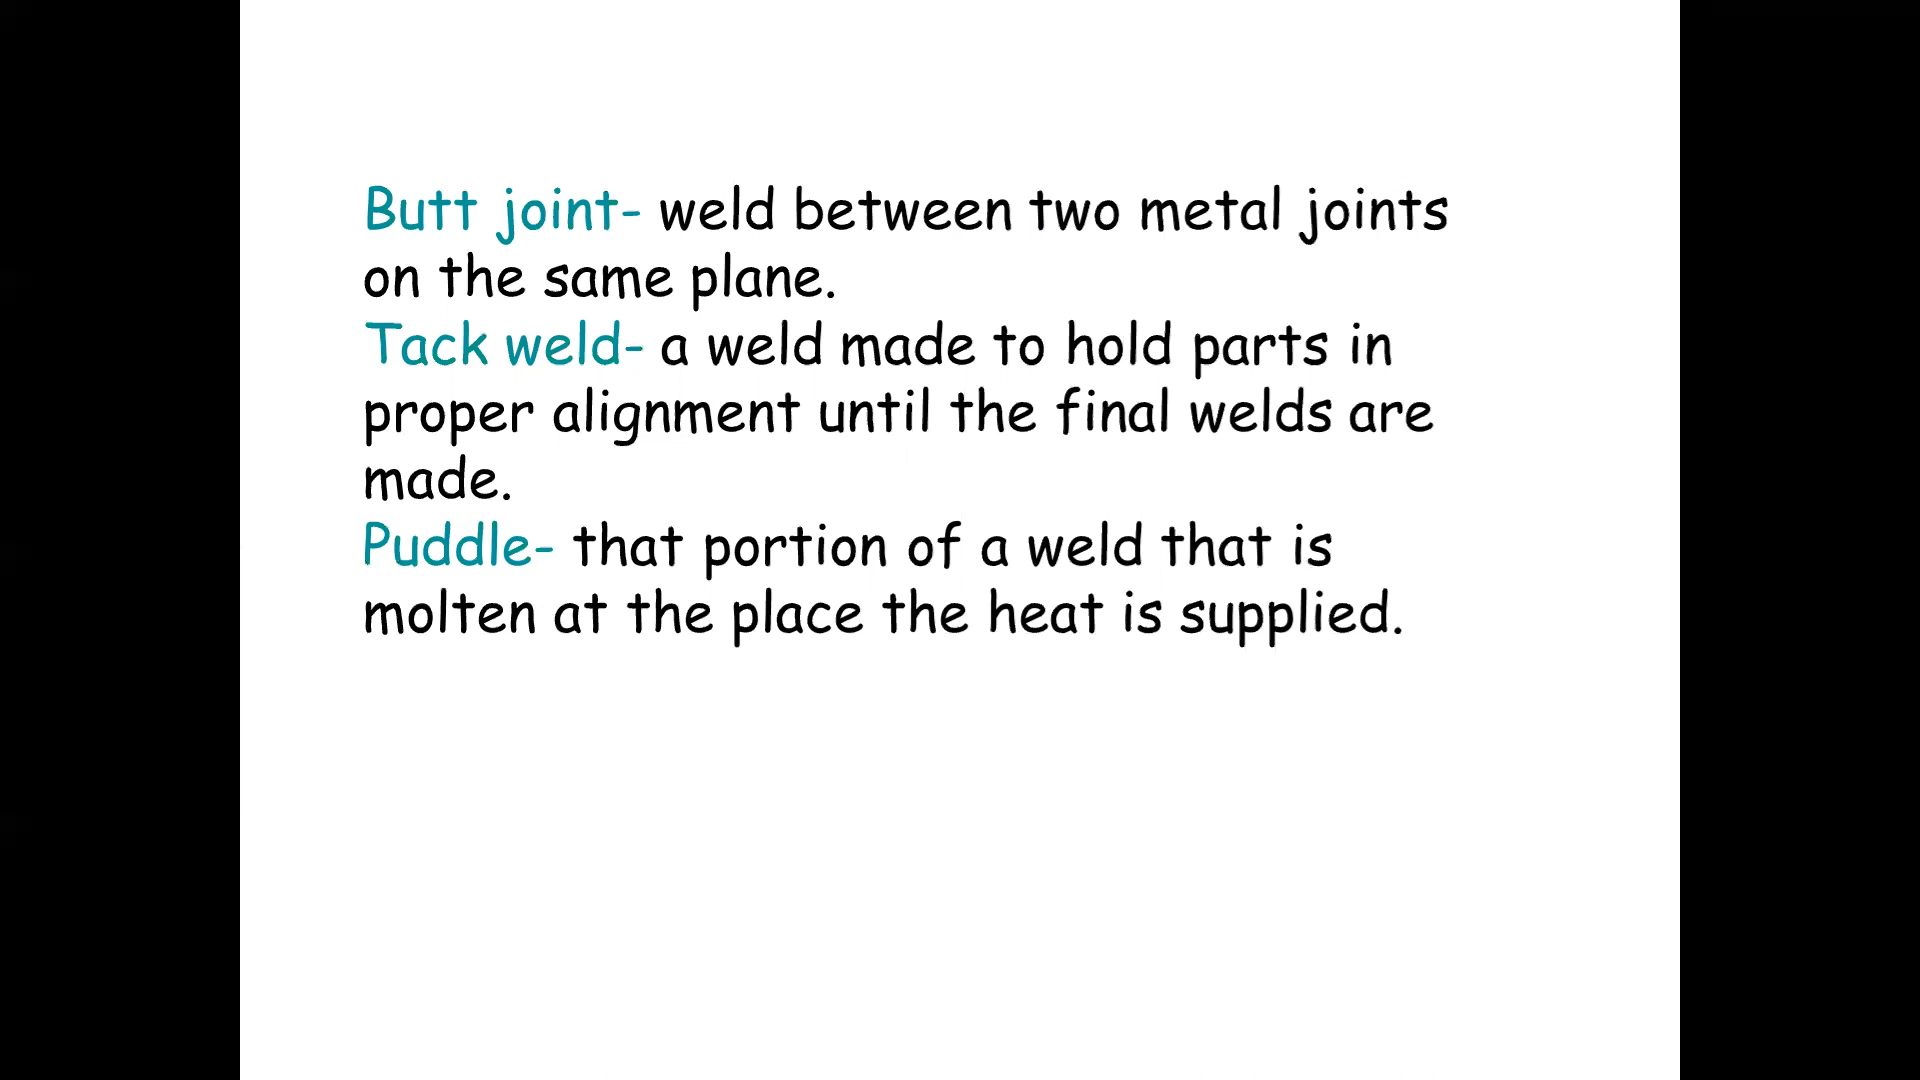 Butt joint- weld between two metal joints
on the same plane.
Tack weld- a weld made to hold parts in
proper alignment until the final welds are
made.
Puddle- that portion of a weld that is
molten at the place the heat is supplied.